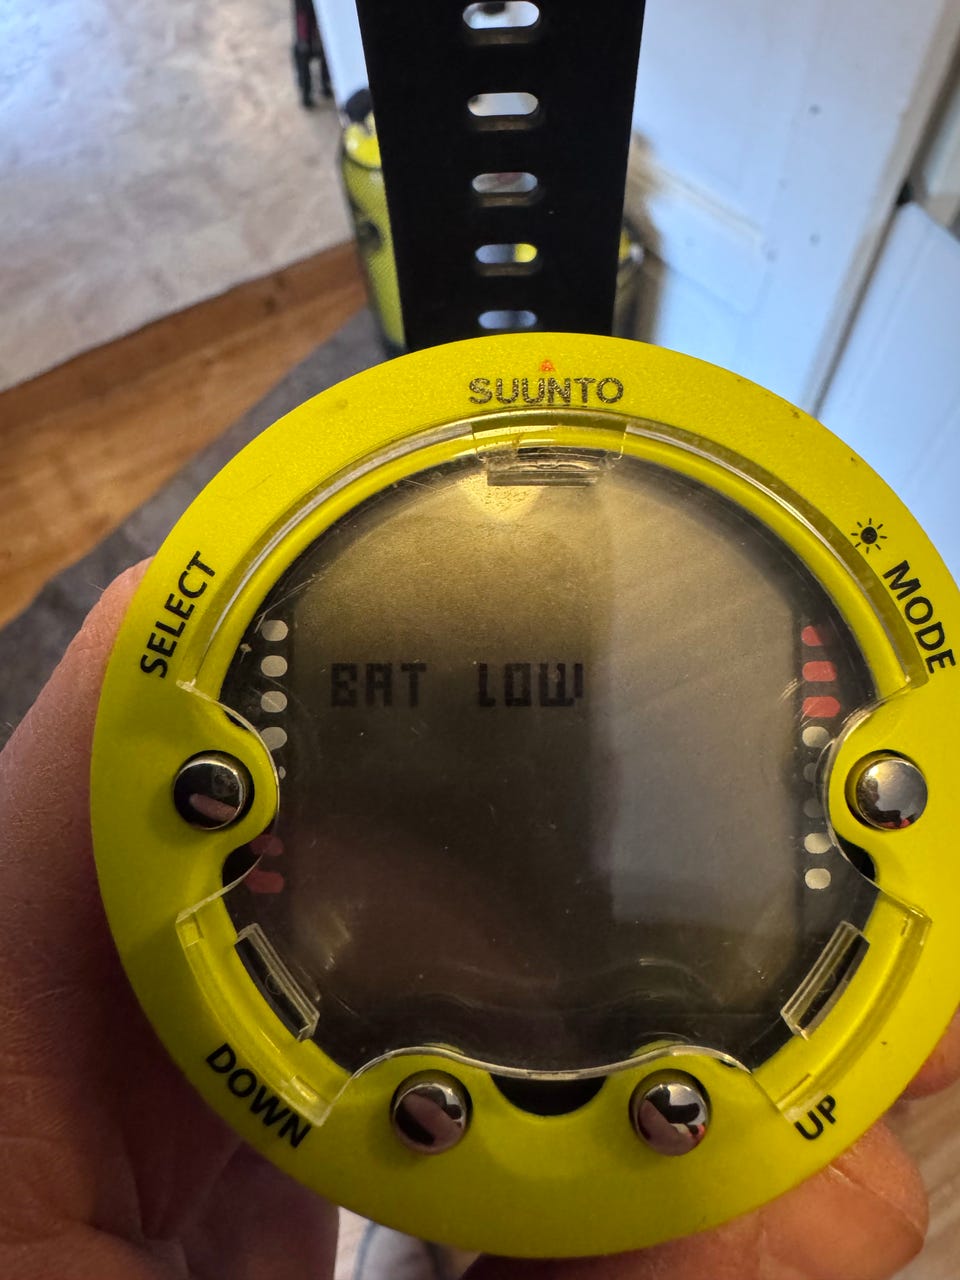 SUUNTO
SELECT
MODE
BAT LOW
DOWN
UP